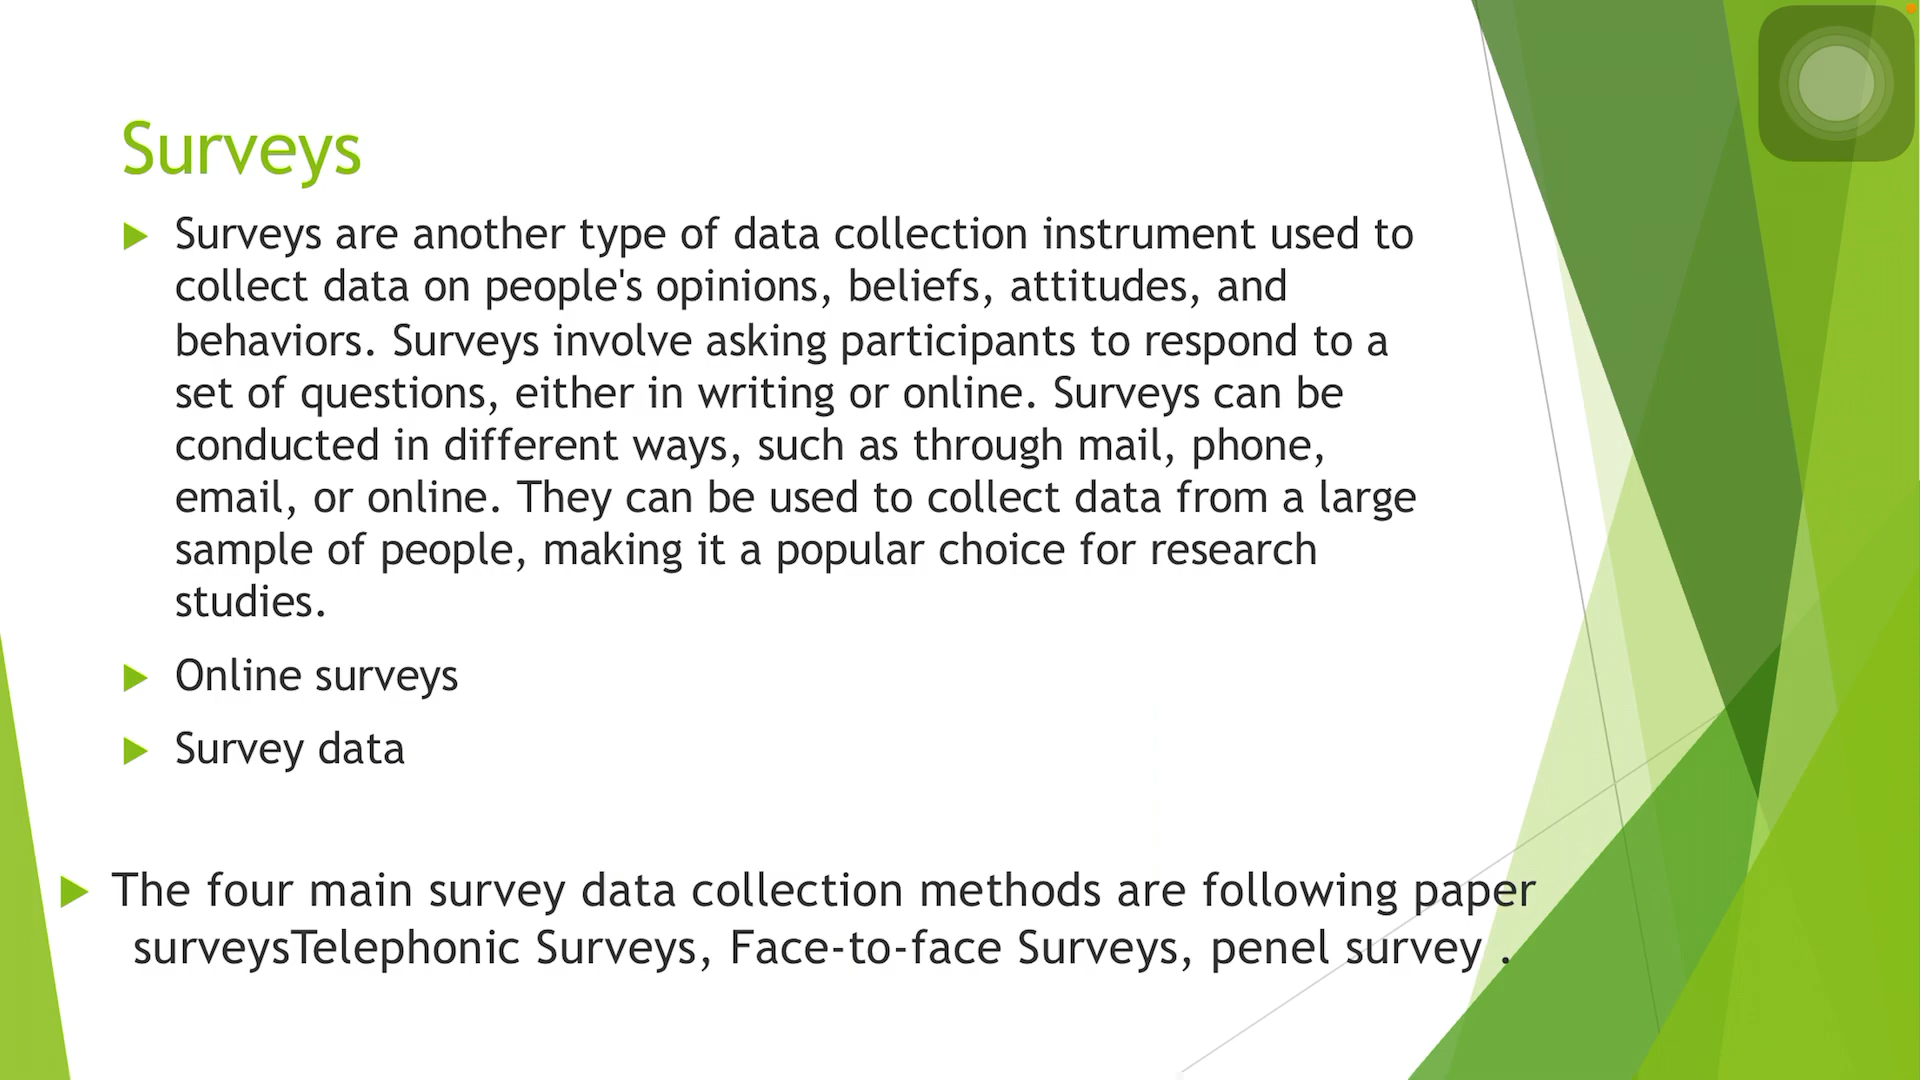 Surveys
Surveys are another type of data collection instrument used to
collect data on people's opinions, beliefs, attitudes, and
behaviors. Surveys involve asking participants to respond to a
set of questions, either in writing or online. Surveys can be
conducted in different ways, such as through mail, phone,
email, or online. They can be used to collect data from a large
sample of people, making it a popular choice for research
studies.
Online surveys
Survey data
The four main survey data collection methods are following paper
surveysTelephonic Surveys, Face-to-face Surveys, penel survey .